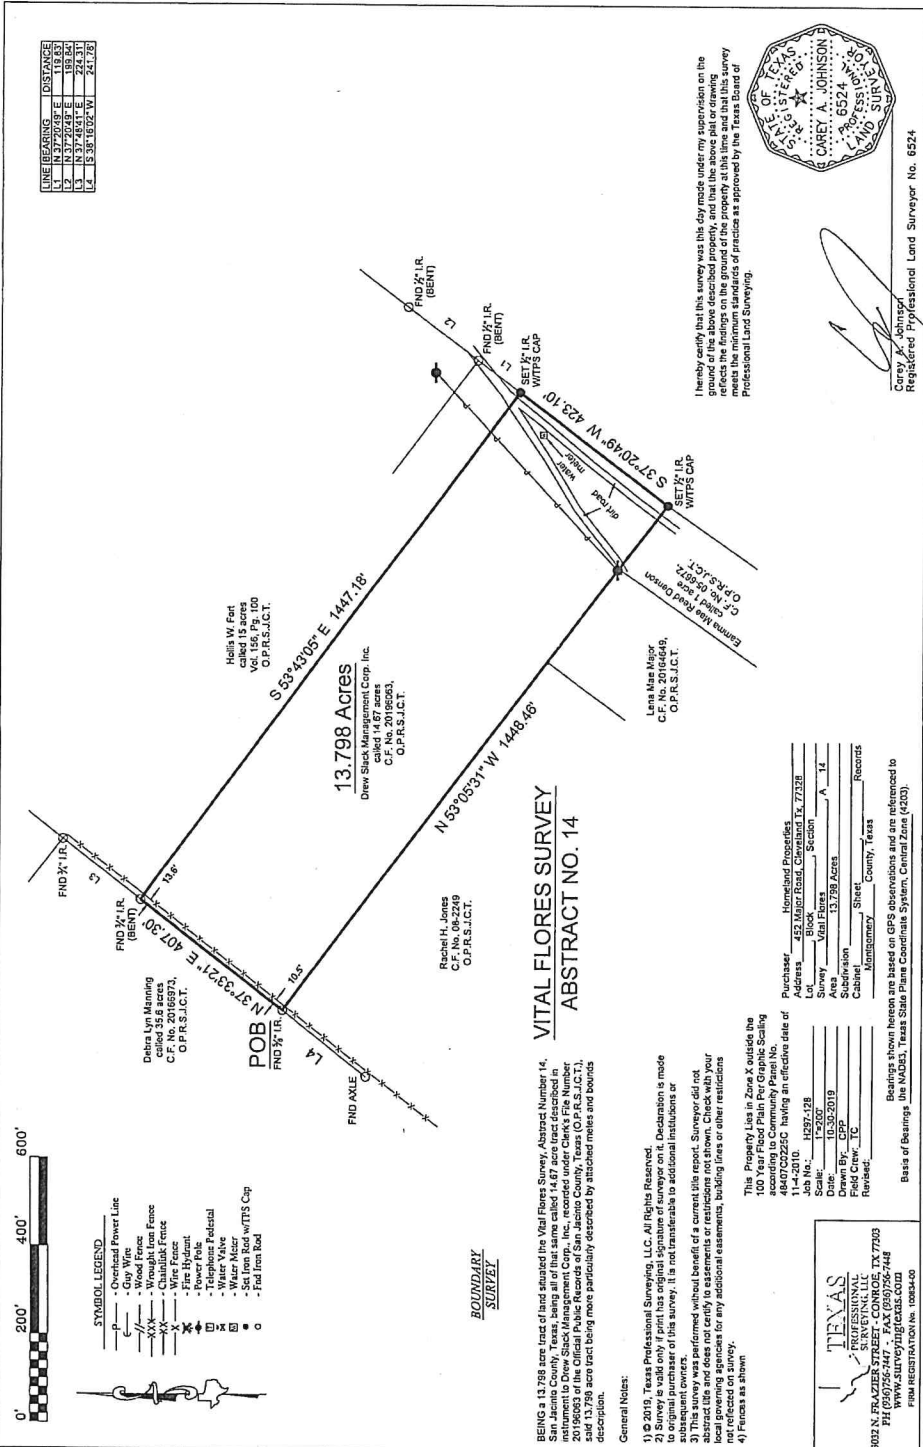 LINE BEARING DISTANCE
L1 N 37°20'49" E 119.63'
L2 N 37°20'49" E 199.84'
L3 N 37°48'41" E 224.31'
L4 S 38°16'02" W 241.76'
0' 200' 400' 600'
SYMBOL LEGEND
P - Overhead Power Line
- Guy Wire
// - Wood Fence
XX - Wrought Iron Fence
XX - Chainlink Fence
X - Wire Fence
- Fire Hydrant
- Power Pole
- Telephone Pedestal
- Water Valve
- Water Meter
- Set Iron Rod w/TPS Cap
- Fnd Iron Rod
FND ¾" I.R.
L3
FND ¾" I.R.
(BENT)
13.6'
N 37°33'21" E 407.30'
Debra Lyn Manning
called 35.6 acres
C.F. No. 20166973,
O.P.R.S.J.C.T.
POB
FND ⅝" I.R.
10.5'
L4
FND AXLE
Hollis W. Fort
called 15 acres
Vol. 156, Pg. 100
O.P.R.S.J.C.T.
S 53°43'05" E 1447.18'
13.798 Acres
Drew Slack Management Corp. Inc.
called 14.67 acres
C.F. No. 20196063,
O.P.R.S.J.C.T.
N 53°05'31" W 1448.46'
Rachel H. Jones
C.F. No. 06-2249
O.P.R.S.J.C.T.
Lena Mae Major
C.F. No. 20164649,
O.P.R.S.J.C.T.
FND ½" I.R.
(BENT)
L2
FND ½" I.R.
(BENT)
L1
SET ½" I.R.
W/TPS CAP
S 37°20'49" W 423.10'
water
meter
dirt road
SET ½" I.R.
W/TPS CAP
Eamma Mae Reed Denson
called 1 acre
C.F. No. 05-6672,
O.P.R.S.J.C.T.
VITAL FLORES SURVEY
ABSTRACT NO. 14
BOUNDARY
SURVEY
BEING a 13.798 acre tract of land situated the Vital Flores Survey, Abstract Number 14,
San Jacinto County, Texas, being all of that same called 14.67 acre tract described in
instrument to Drew Slack Management Corp., Inc., recorded under Clerk's File Number
20196063 of the Official Public Records of San Jacinto County, Texas (O.P.R.S.J.C.T.),
said 13.798 acre tract being more particularly described by attached metes and bounds
description.
General Notes:
1) © 2019, Texas Professional Surveying, LLC. All Rights Reserved.
2) Survey is valid only if print has original signature of surveyor on it. Declaration is made
to original purchaser of this survey. It is not transferable to additional institutions or
subsequent owners.
3) This survey was performed without benefit of a current title report. Surveyor did not
abstract title and does not certify to easements or restrictions not shown. Check with your
local governing agencies for any additional easements, building lines or other restrictions
not reflected on survey.
4) Fences as shown
This Property Lies in Zone X outside the
100 Year Flood Plain Per Graphic Scaling
according to Community Panel No.
48407C0225C having an effective date of
11-4-2010.
Job No.: H297-128
Scale: 1"=200'
Date: 10-30-2019
Drawn By: CPP
Field Crew: TC
Revised:
Purchaser Homeland Properties
Address 452 Major Road, Cleveland Tx, 77328
Lot Block Section
Survey Vital Flores A 14
Area 13.798 Acres
Subdivision
Cabinet Sheet Records
Montgomery County, Texas
Bearings shown hereon are based on GPS observations and are referenced to
Basis of Bearings the NAD83, Texas State Plane Coordinate System, Central Zone (4203).
TEXAS
PROFESSIONAL
SURVEYING LLC
3032 N. FRAZIER STREET - CONROE, TX 77303
PH (936)756-7447 - FAX (936)756-7448
www.surveyingtexas.com
FIRM REGISTRATION No. 100834-00
I hereby certify that this survey was this day made under my supervision on the
ground of the above described property, and that the above plat or drawing
reflects the findings on the ground of the property at this time and that this survey
meets the minimum standards of practice as approved by the Texas Board of
Professional Land Surveying.
STATE OF TEXAS
REGISTERED
CAREY A. JOHNSON
6524
PROFESSIONAL
LAND SURVEYOR
Carey A. Johnson
Registered Professional Land Surveyor No. 6524